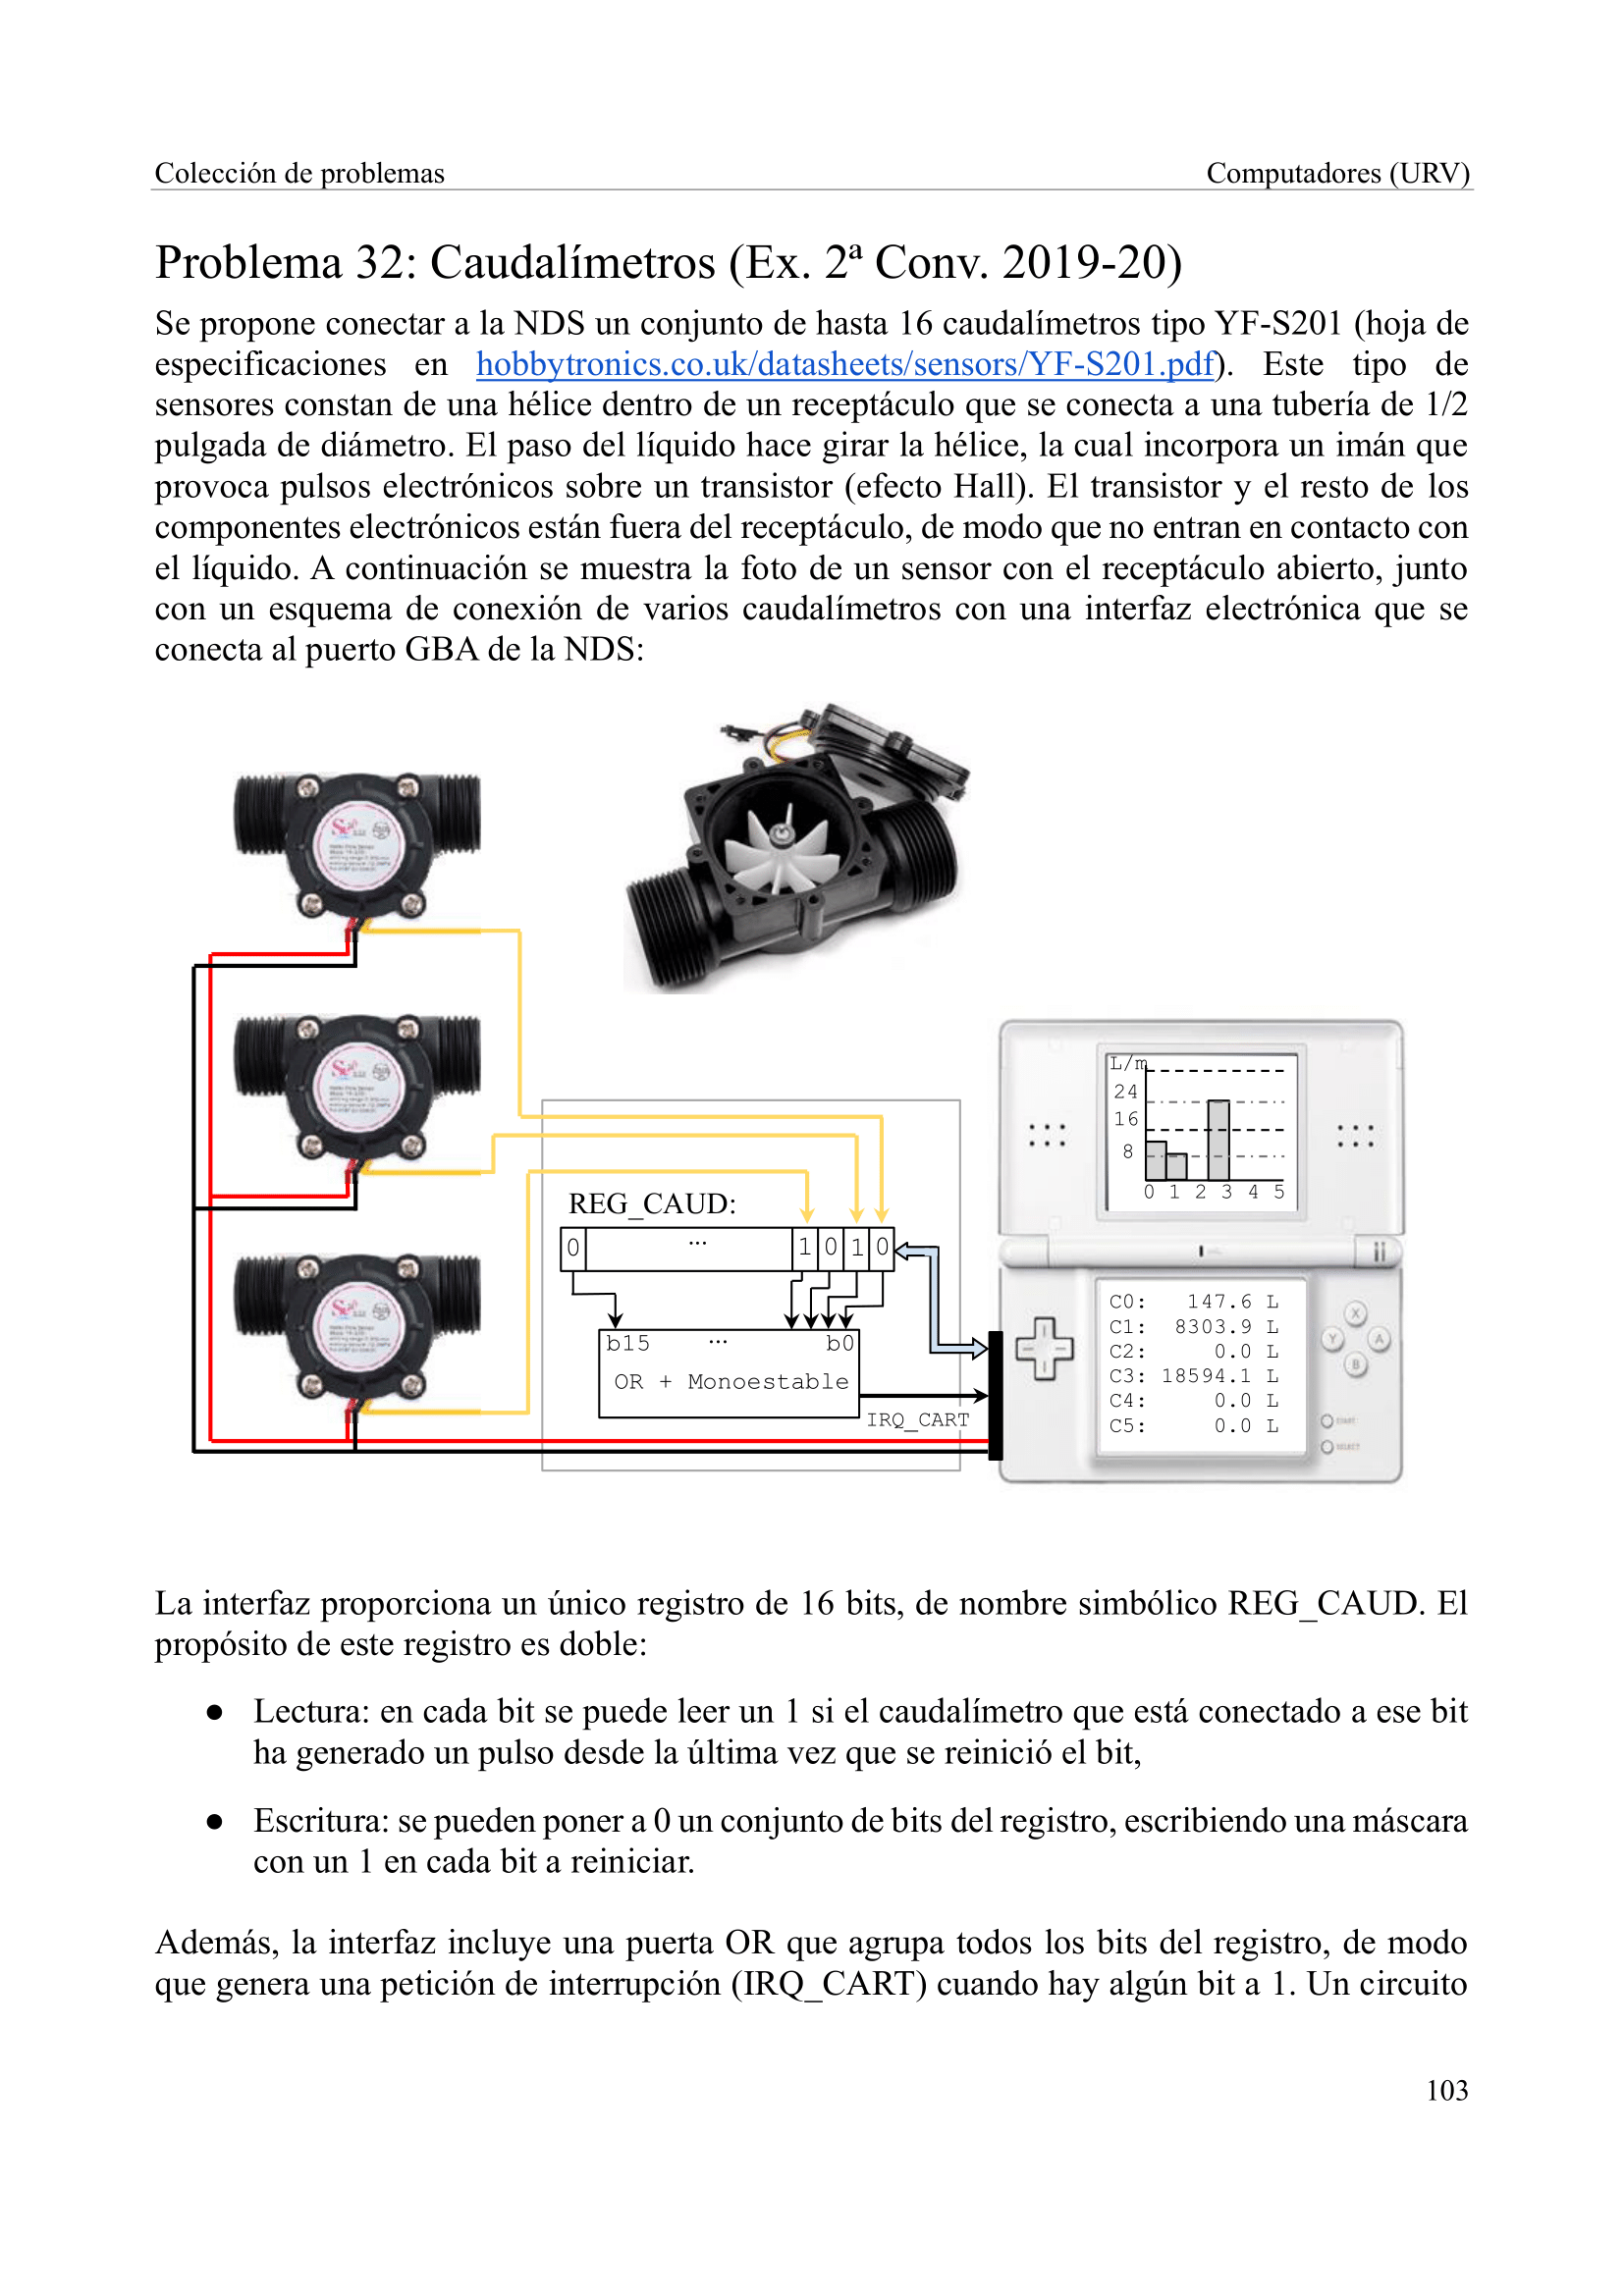 Colección de problemas
Computadores (URV)
Problema 32: Caudalímetros (Ex. 2ª Conv. 2019-20)
Se propone conectar a la NDS un conjunto de hasta 16 caudalímetros tipo YF-S201 (hoja de
especificaciones en hobbytronics.co.uk/datasheets/sensors/YF-S201.pdf). Este tipo de
sensores constan de una hélice dentro de un receptáculo que se conecta a una tubería de 1/2
pulgada de diámetro. El paso del líquido hace girar la hélice, la cual incorpora un imán que
provoca pulsos electrónicos sobre un transistor (efecto Hall). El transistor y el resto de los
componentes electrónicos están fuera del receptáculo, de modo que no entran en contacto con
el líquido. A continuación se muestra la foto de un sensor con el receptáculo abierto, junto
con un esquema de conexión de varios caudalímetros con una interfaz electrónica que se
conecta al puerto GBA de la NDS:
L/m
24
16
8
0 1 2 3 4 5
REG_CAUD:
0 ... 1 0 1 0
b15 ... b0
OR + Monoestable
IRQ_CART
C0: 147.6 L
C1: 8303.9 L
C2: 0.0 L
C3: 18594.1 L
C4: 0.0 L
C5: 0.0 L
X
Y
A
B
START
SELECT
La interfaz proporciona un único registro de 16 bits, de nombre simbólico REG_CAUD. El
propósito de este registro es doble:
● Lectura: en cada bit se puede leer un 1 si el caudalímetro que está conectado a ese bit
ha generado un pulso desde la última vez que se reinició el bit,
● Escritura: se pueden poner a 0 un conjunto de bits del registro, escribiendo una máscara
con un 1 en cada bit a reiniciar.
Además, la interfaz incluye una puerta OR que agrupa todos los bits del registro, de modo
que genera una petición de interrupción (IRQ_CART) cuando hay algún bit a 1. Un circuito
103